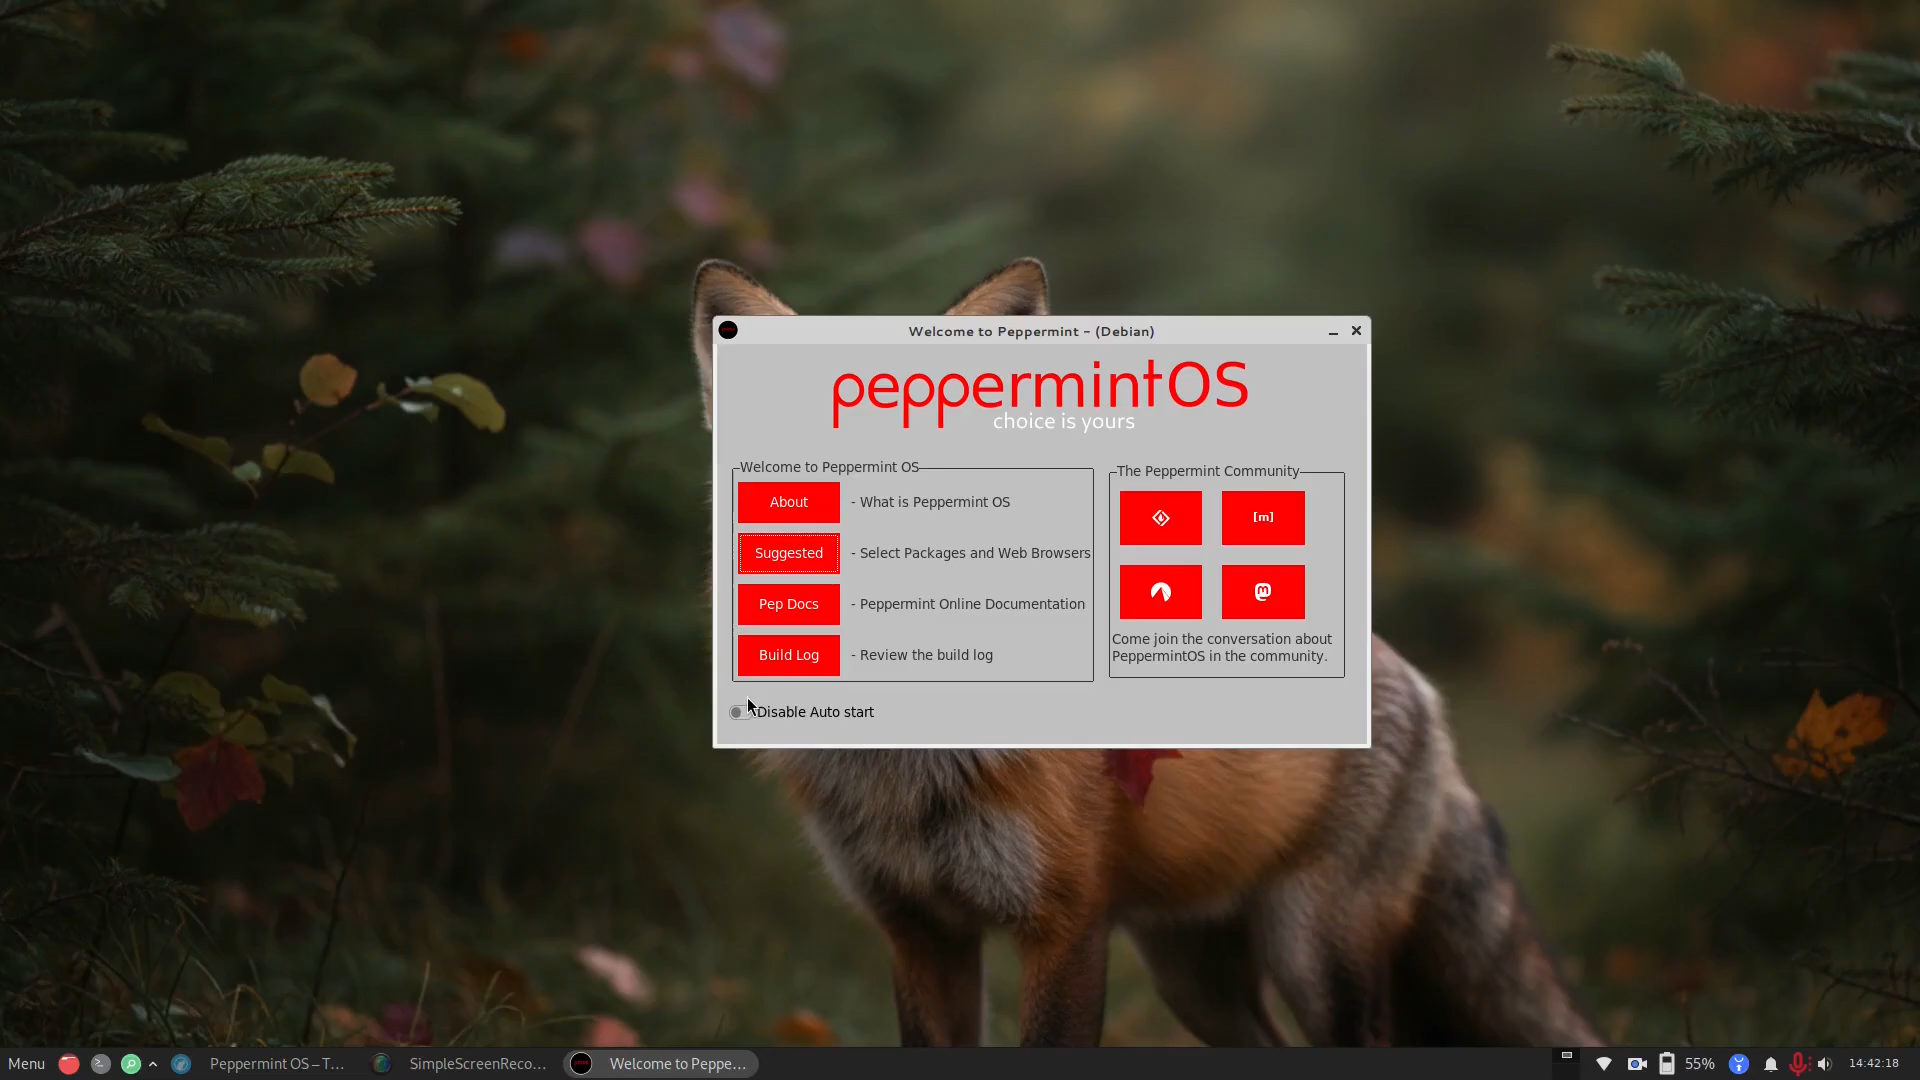 Welcome to Peppermint - (Debian)
peppermintOS
choice is yours
Welcome to Peppermint OS
About - What is Peppermint OS
Suggested - Select Packages and Web Browsers
Pep Docs - Peppermint Online Documentation
Build Log - Review the build log
The Peppermint Community
[m]
Come join the conversation about
PeppermintOS in the community.
Disable Auto start
Menu Peppermint OS – T... SimpleScreenReco... Welcome to Peppe... 55% 14:42:18